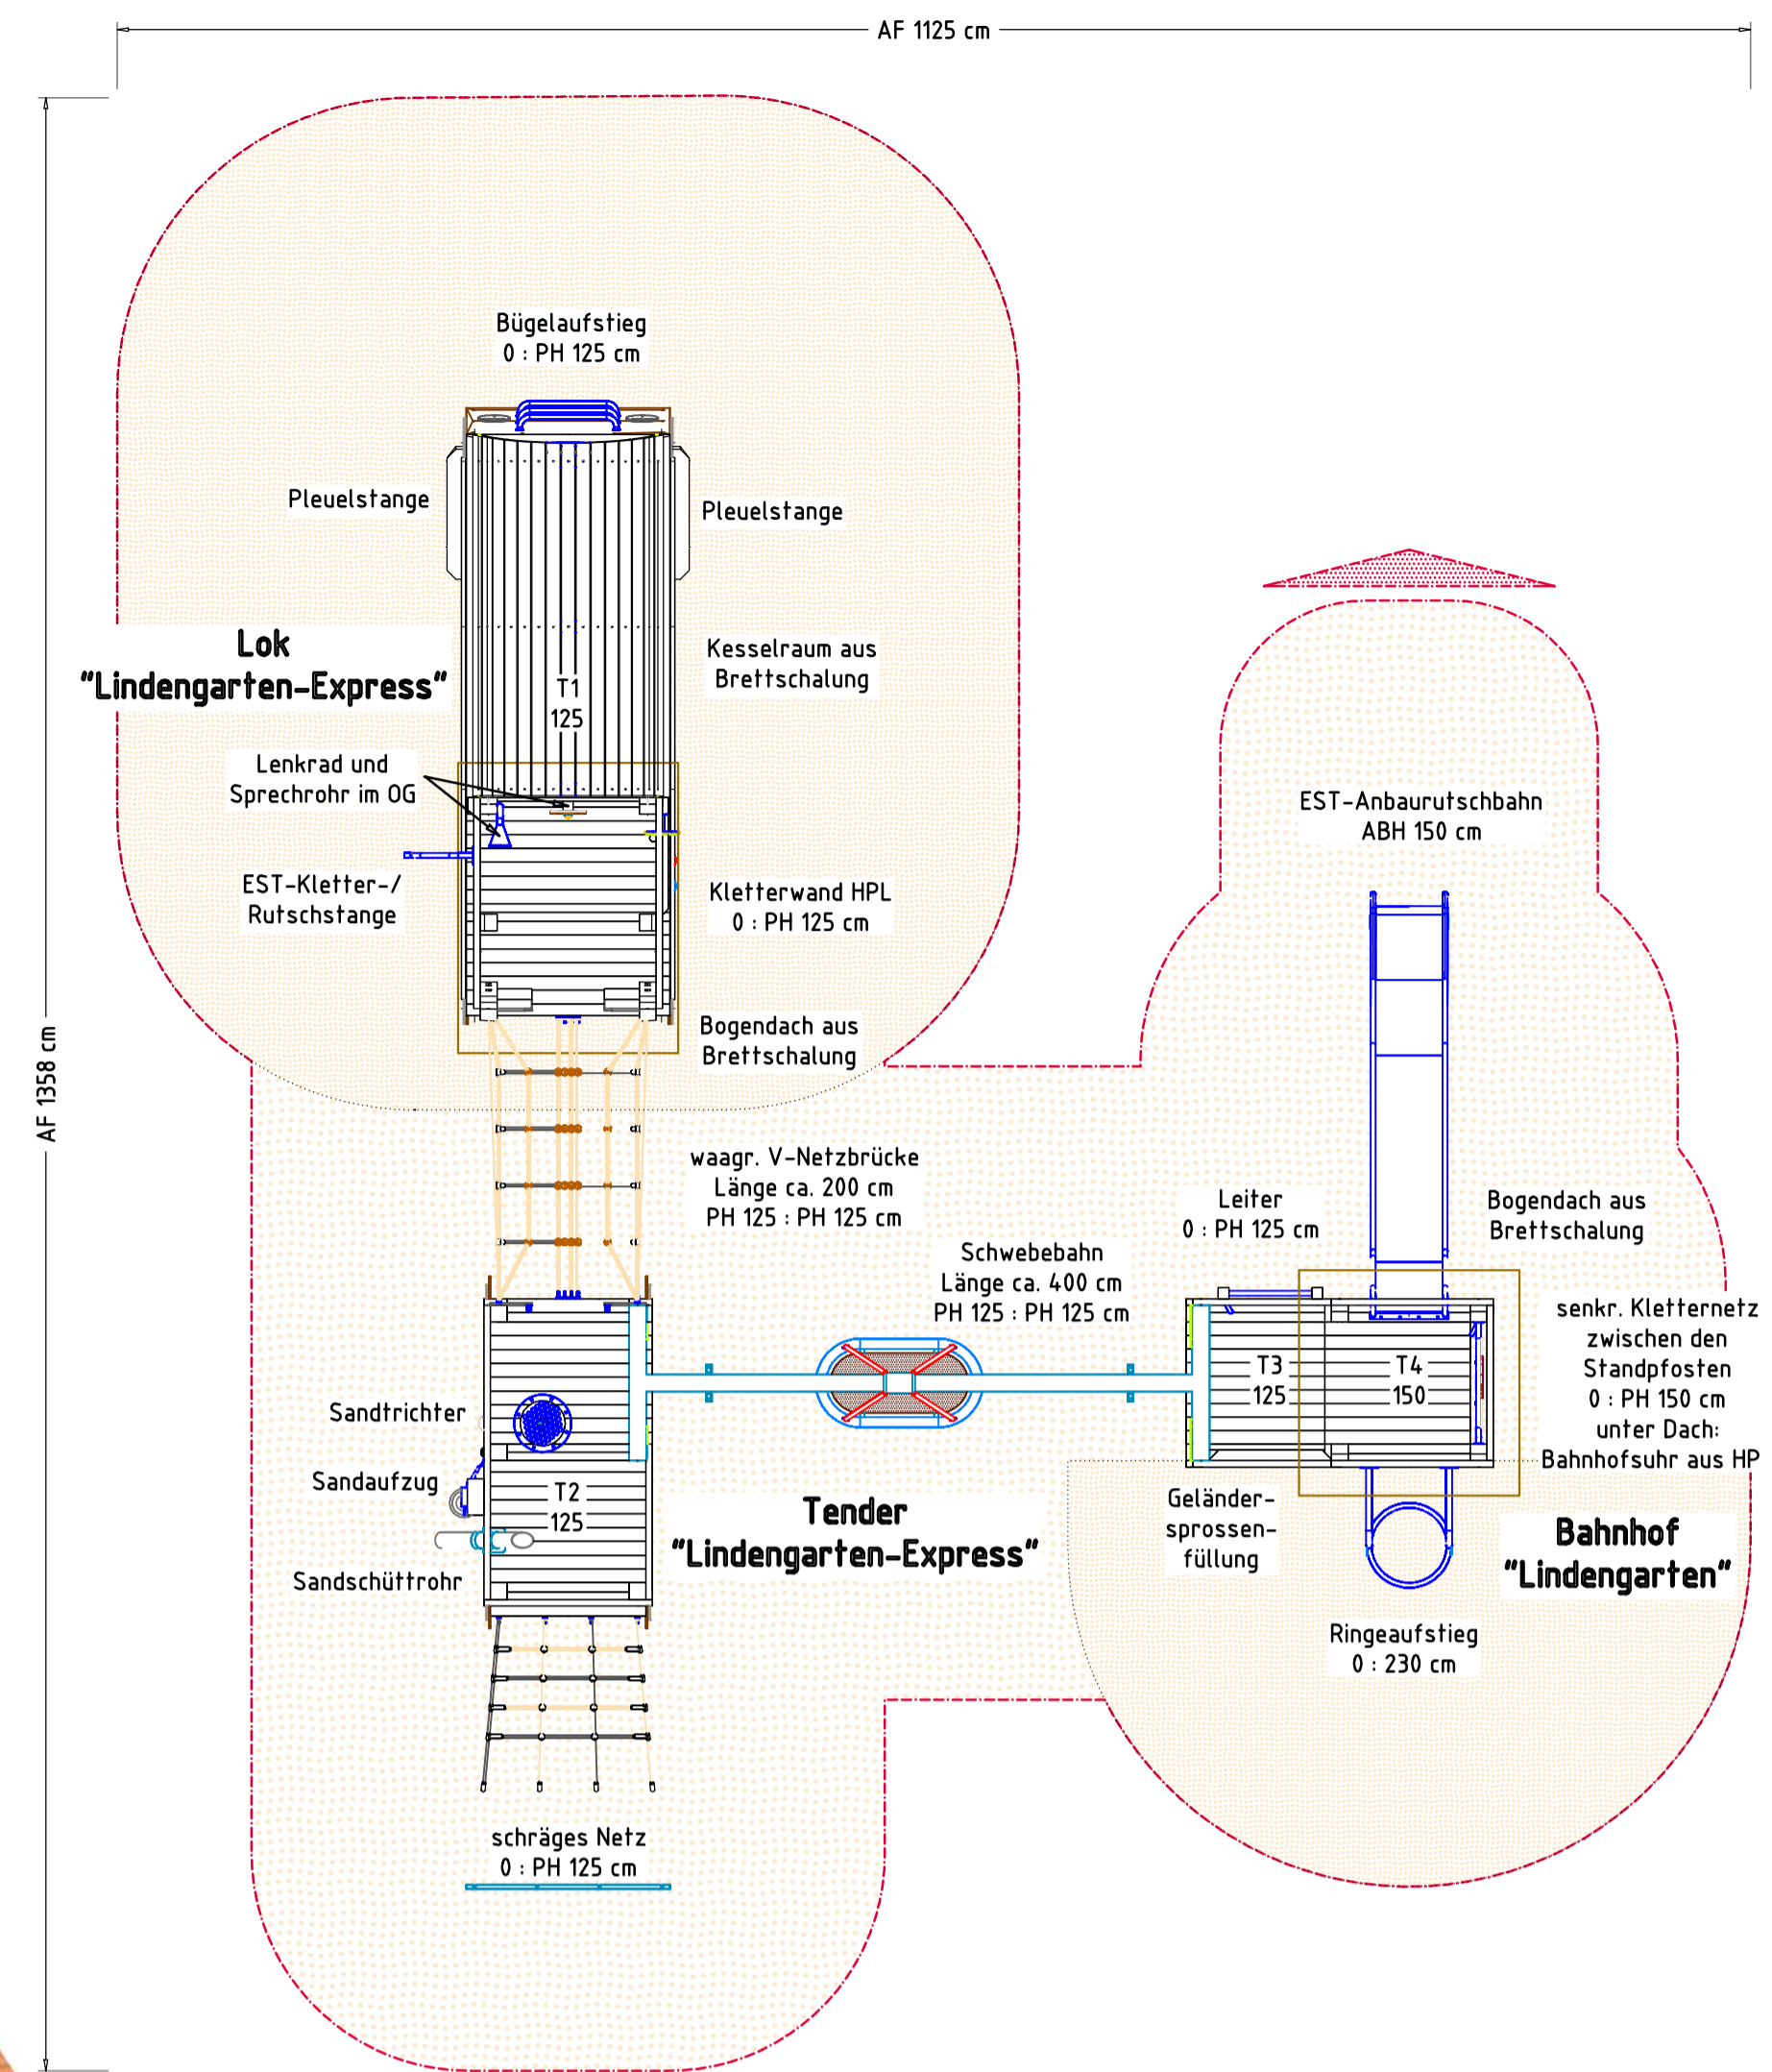 AF 1125 cm
AF 1358 cm
Bügelaufstieg
0 : PH 125 cm
Pleuelstange
Pleuelstange
Lok
"Lindengarten-Express"
Kesselraum aus
Brettschalung
T1
125
Lenkrad und
Sprechrohr im OG
EST-Kletter-/
Rutschstange
Kletterwand HPL
0 : PH 125 cm
EST-Anbaurutschbahn
ABH 150 cm
Bogendach aus
Brettschalung
waagr. V-Netzbrücke
Länge ca. 200 cm
PH 125 : PH 125 cm
Leiter
0 : PH 125 cm
Bogendach aus
Brettschalung
Schwebebahn
Länge ca. 400 cm
PH 125 : PH 125 cm
senkr. Kletternetz
zwischen den
Standpfosten
0 : PH 150 cm
unter Dach:
Bahnhofsuhr aus HP
T3
125
T4
150
Sandtrichter
Sandaufzug
T2
125
Sandschüttrohr
Tender
"Lindengarten-Express"
Geländer-
sprossen-
füllung
Bahnhof
"Lindengarten"
Ringeaufstieg
0 : 230 cm
schräges Netz
0 : PH 125 cm